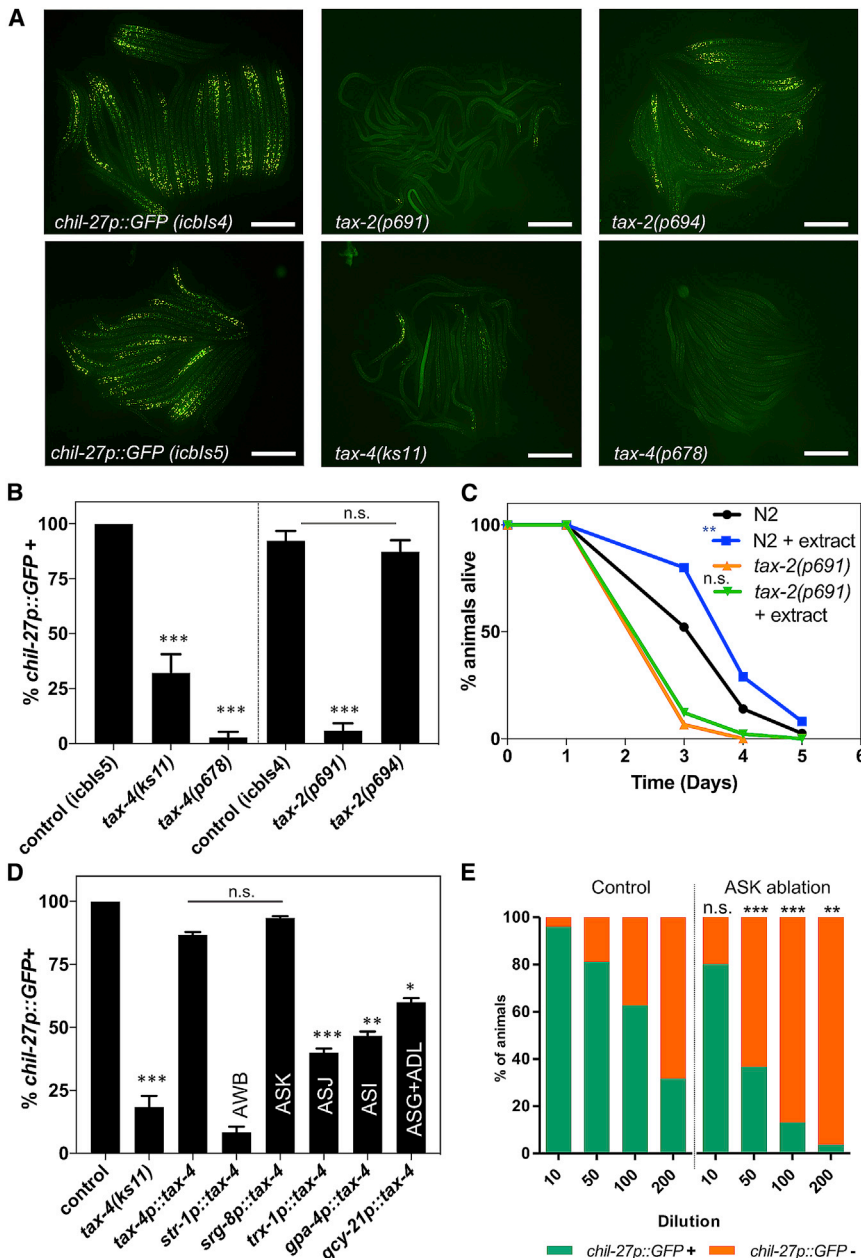 A
chil-27p::GFP (icbIs4)
tax-2(p691)
tax-2(p694)
chil-27p::GFP (icbIs5)
tax-4(ks11)
tax-4(p678)
B
% chil-27p::GFP +
100
75
50
25
0
***
***
n.s.
***
control (icbIs5)
tax-4(ks11)
tax-4(p678)
control (icbIs4)
tax-2(p691)
tax-2(p694)
C
% animals alive
100
50
0
0
1
2
3
4
5
6
Time (Days)
N2
** N2 + extract
tax-2(p691)
n.s. tax-2(p691)
+ extract
D
% chil-27p::GFP+
100
75
50
25
0
***
n.s.
AWB
ASK
***
ASJ
**
ASI
*
ASG+ADL
control
tax-4(ks11)
tax-4p::tax-4
str-1p::tax-4
srg-8p::tax-4
trx-1p::tax-4
gpa-4p::tax-4
gcy-21p::tax-4
E
Control
ASK ablation
n.s. *** *** **
% of animals
100
80
60
40
20
0
10 50 100 200 10 50 100 200
Dilution
chil-27p::GFP + chil-27p::GFP -